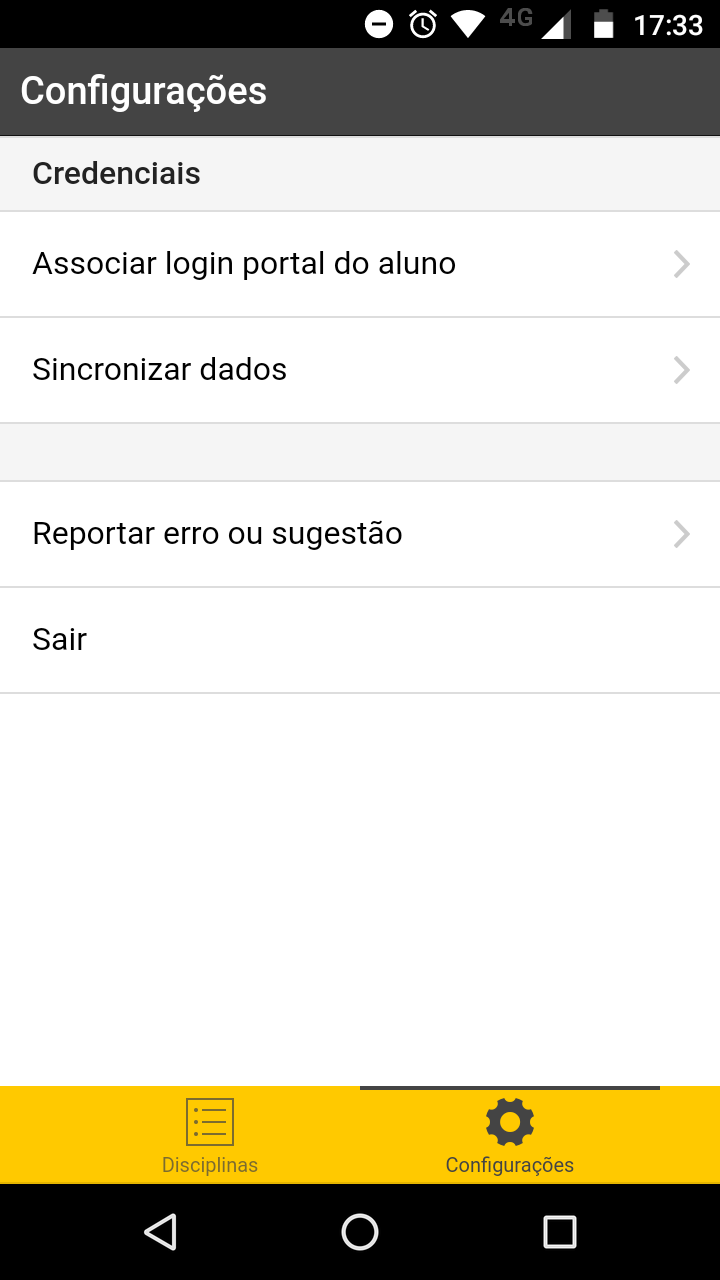 4G 17:33
Configurações
Credenciais
Associar login portal do aluno
Sincronizar dados
Reportar erro ou sugestão
Sair
Disciplinas Configurações